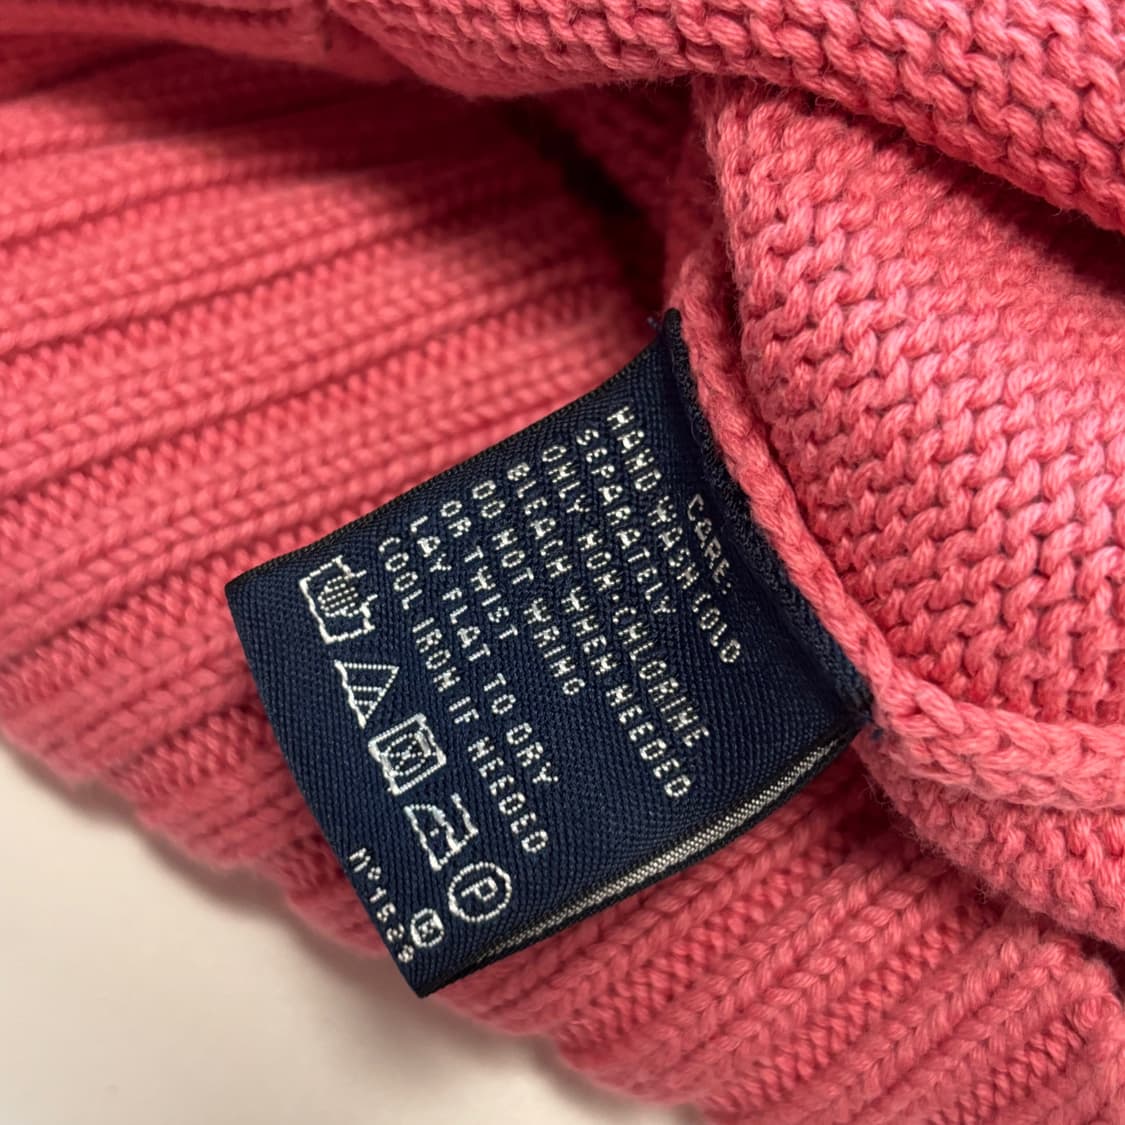 CARE:
HAND WASH COLD
SEPARATELY
ONLY NON-CHLORINE
BLEACH WHEN NEEDED
DO NOT WRING
OR TWIST
LAY FLAT TO DRY
COOL IRON IF NEEDED
P
E
n°1629